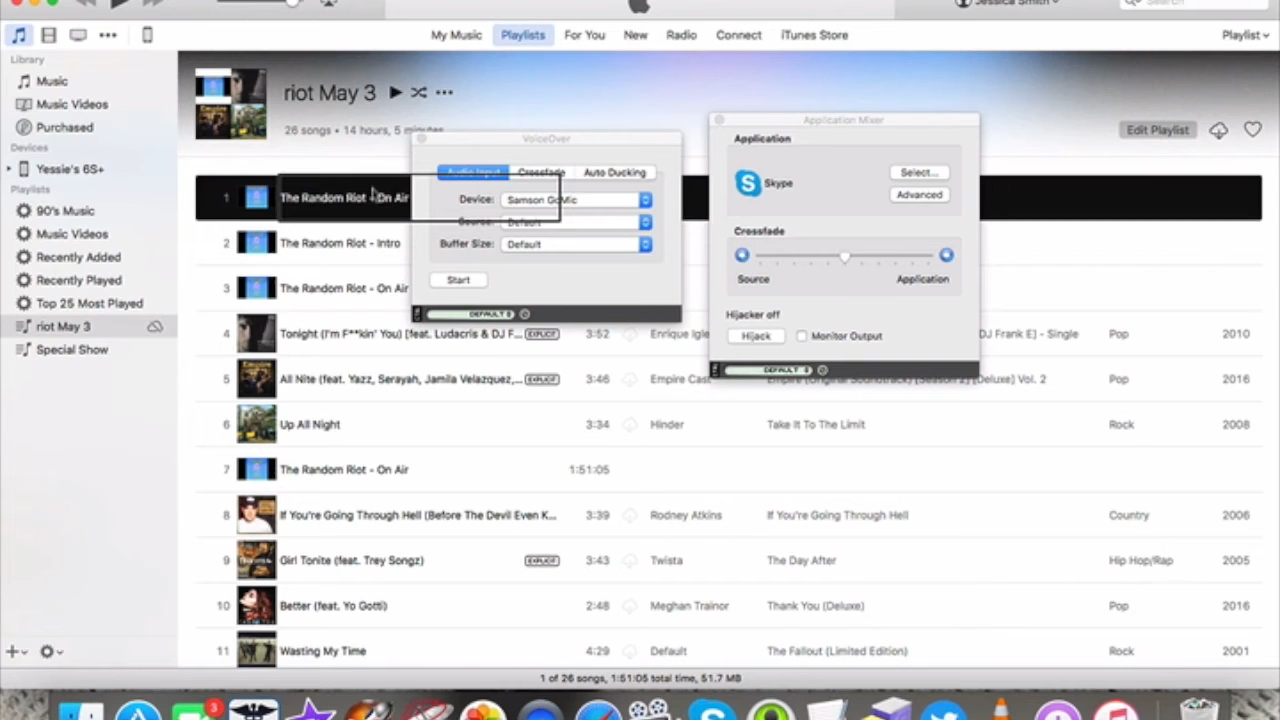 Jessica Smith
Search
My Music Playlists For You New Radio Connect iTunes Store Playlist
Library
Music
Music Videos
Purchased
Devices
Yessie's 6S+
Playlists
90's Music
Music Videos
Recently Added
Recently Played
Top 25 Most Played
riot May 3
Special Show
riot May 3
26 songs • 14 hours, 5 minutes
Edit Playlist
VoiceOver
Audio Input Crossfade Auto Ducking
Device: Samson GoMic
Source: Default
Buffer Size: Default
Start
DEFAULT
Application Mixer
Application
Skype
Select...
Advanced
Crossfade
Source Application
Hijacker off
Hijack Monitor Output
DEFAULT
1 The Random Riot - On Air
2 The Random Riot - Intro
3 The Random Riot - On Air
4 Tonight (I'm F**kin' You) [feat. Ludacris & DJ F... EXPLICIT 3:52 Enrique Igle DJ Frank E] - Single Pop 2010
5 All Nite (feat. Yazz, Serayah, Jamila Velazquez,... EXPLICIT 3:46 Empire Cast Empire (Original Soundtrack) [Season 2] [Deluxe] Vol. 2 Pop 2016
6 Up All Night 3:34 Hinder Take It To The Limit Rock 2008
7 The Random Riot - On Air 1:51:05
8 If You're Going Through Hell (Before The Devil Even K... 3:39 Rodney Atkins If You're Going Through Hell Country 2006
9 Girl Tonite (feat. Trey Songz) EXPLICIT 3:43 Twista The Day After Hip Hop/Rap 2005
10 Better (feat. Yo Gotti) 2:48 Meghan Trainor Thank You (Deluxe) Pop 2016
11 Wasting My Time 4:29 Default The Fallout (Limited Edition) Rock 2001
1 of 26 songs, 1:51:05 total time, 51.7 MB
3